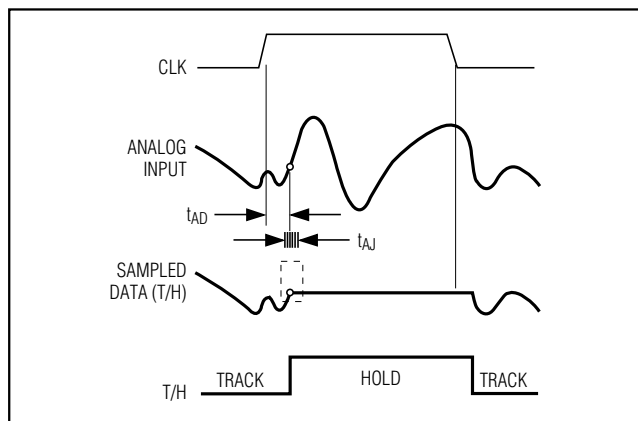 CLK
ANALOG
INPUT
tAD
tAJ
SAMPLED
DATA (T/H)
TRACK HOLD TRACK
T/H